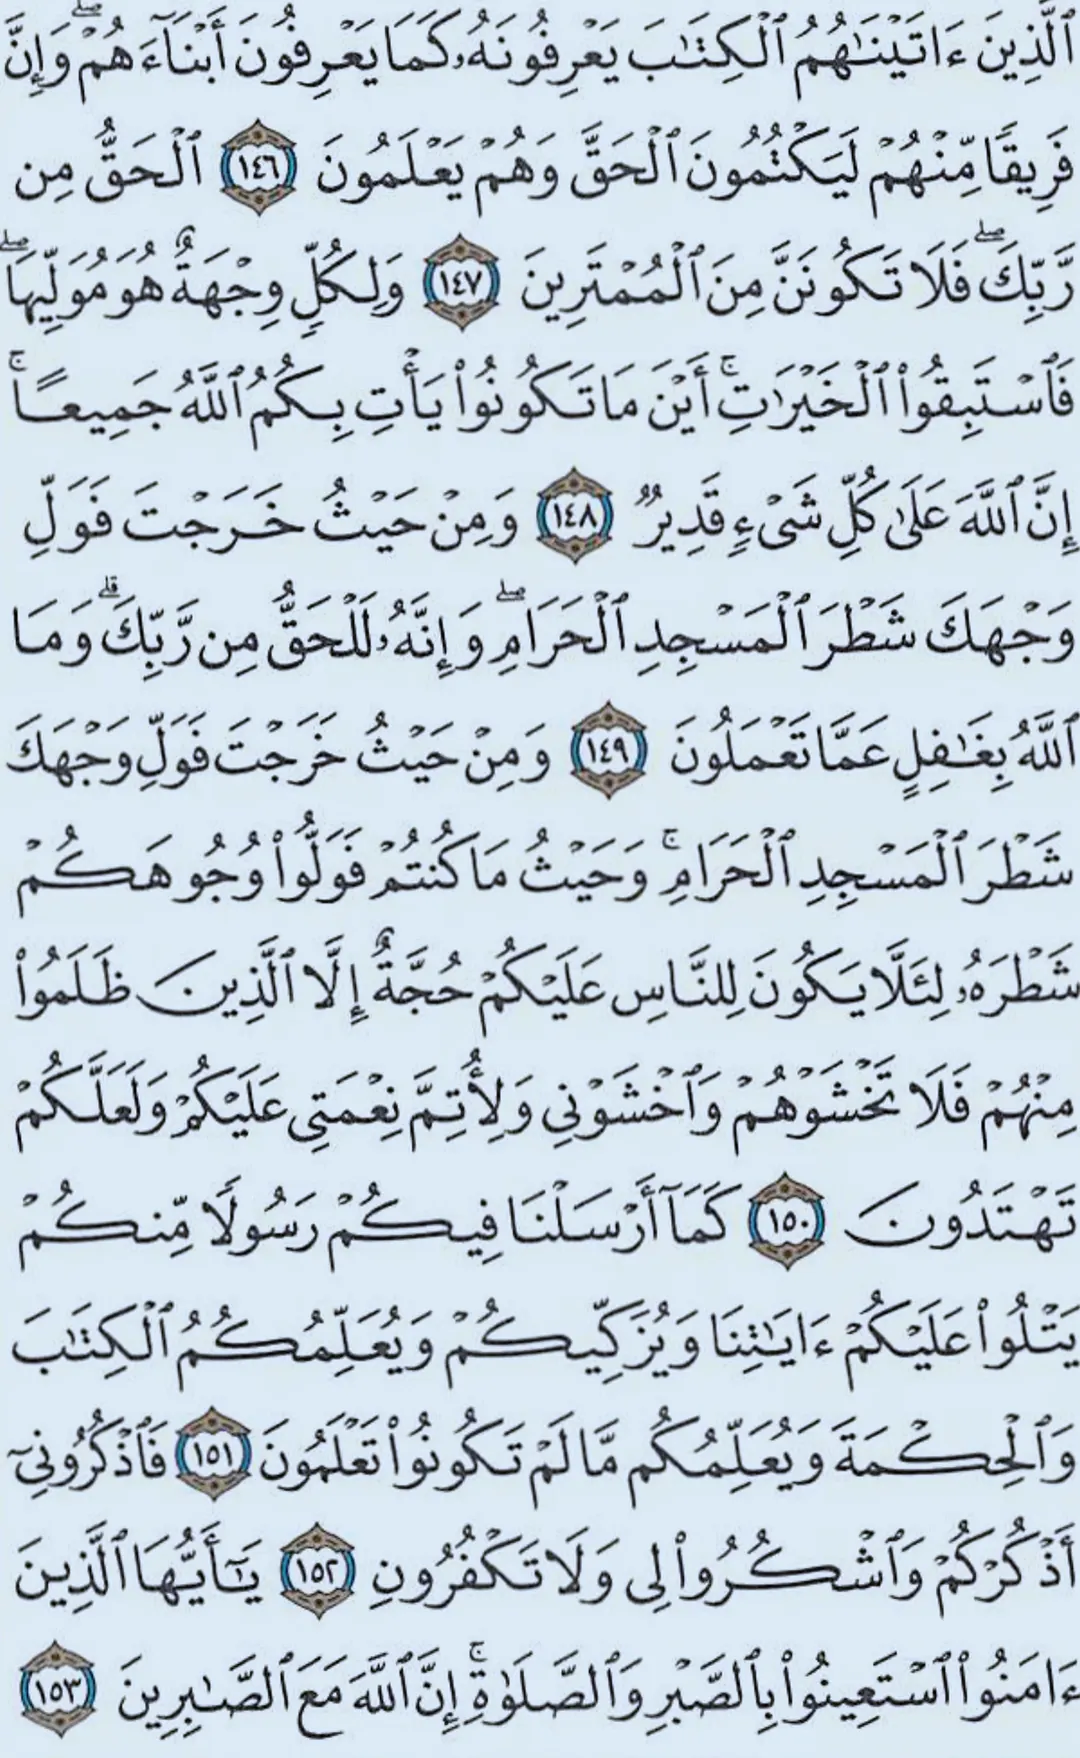 ٱلَّذِينَ ءَاتَيْنَٰهُمُ ٱلْكِتَٰبَ يَعْرِفُونَهُۥ كَمَا يَعْرِفُونَ أَبْنَآءَهُمْ ۖ وَإِنَّ
فَرِيقًا مِّنْهُمْ لَيَكْتُمُونَ ٱلْحَقَّ وَهُمْ يَعْلَمُونَ ١٤٦ ٱلْحَقُّ مِن
رَّبِّكَ ۖ فَلَا تَكُونَنَّ مِنَ ٱلْمُمْتَرِينَ ١٤٧ وَلِكُلٍّ وِجْهَةٌ هُوَ مُوَلِّيهَا ۖ
فَٱسْتَبِقُوا۟ ٱلْخَيْرَٰتِ ۚ أَيْنَ مَا تَكُونُوا۟ يَأْتِ بِكُمُ ٱللَّهُ جَمِيعًا ۚ
إِنَّ ٱللَّهَ عَلَىٰ كُلِّ شَىْءٍ قَدِيرٌ ١٤٨ وَمِنْ حَيْثُ خَرَجْتَ فَوَلِّ
وَجْهَكَ شَطْرَ ٱلْمَسْجِدِ ٱلْحَرَامِ ۖ وَإِنَّهُۥ لَلْحَقُّ مِن رَّبِّكَ ۗ وَمَا
ٱللَّهُ بِغَٰفِلٍ عَمَّا تَعْمَلُونَ ١٤٩ وَمِنْ حَيْثُ خَرَجْتَ فَوَلِّ وَجْهَكَ
شَطْرَ ٱلْمَسْجِدِ ٱلْحَرَامِ ۚ وَحَيْثُ مَا كُنتُمْ فَوَلُّوا۟ وُجُوهَكُمْ
شَطْرَهُۥ لِئَلَّا يَكُونَ لِلنَّاسِ عَلَيْكُمْ حُجَّةٌ إِلَّا ٱلَّذِينَ ظَلَمُوا۟
مِنْهُمْ فَلَا تَخْشَوْهُمْ وَٱخْشَوْنِى وَلِأُتِمَّ نِعْمَتِى عَلَيْكُمْ وَلَعَلَّكُمْ
تَهْتَدُونَ ١٥٠ كَمَآ أَرْسَلْنَا فِيكُمْ رَسُولًا مِّنكُمْ
يَتْلُوا۟ عَلَيْكُمْ ءَايَٰتِنَا وَيُزَكِّيكُمْ وَيُعَلِّمُكُمُ ٱلْكِتَٰبَ
وَٱلْحِكْمَةَ وَيُعَلِّمُكُم مَّا لَمْ تَكُونُوا۟ تَعْلَمُونَ ١٥١ فَٱذْكُرُونِىٓ
أَذْكُرْكُمْ وَٱشْكُرُوا۟ لِى وَلَا تَكْفُرُونِ ١٥٢ يَٰٓأَيُّهَا ٱلَّذِينَ
ءَامَنُوا۟ ٱسْتَعِينُوا۟ بِٱلصَّبْرِ وَٱلصَّلَوٰةِ ۚ إِنَّ ٱللَّهَ مَعَ ٱلصَّٰبِرِينَ ١٥٣